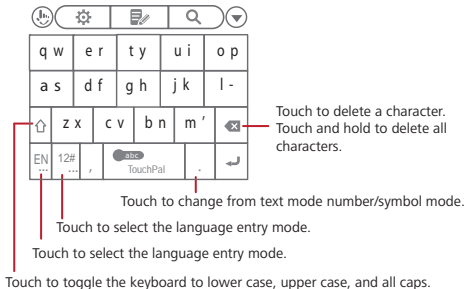 q w e r t y u i o p
a s d f g h j k l -
z x c v b n m '
EN ... 12# ... , abc TouchPal .
Touch to delete a character.
Touch and hold to delete all
characters.
Touch to change from text mode number/symbol mode.
Touch to select the language entry mode.
Touch to select the language entry mode.
Touch to toggle the keyboard to lower case, upper case, and all caps.